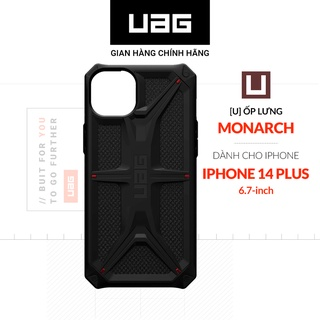 UAG
GIAN HÀNG CHÍNH HÃNG
U
[U] ỐP LƯNG
MONARCH
DÀNH CHO IPHONE
IPHONE 14 PLUS
6.7-inch
// BUILT FOR YOU
TO GO FURTHER
UAG